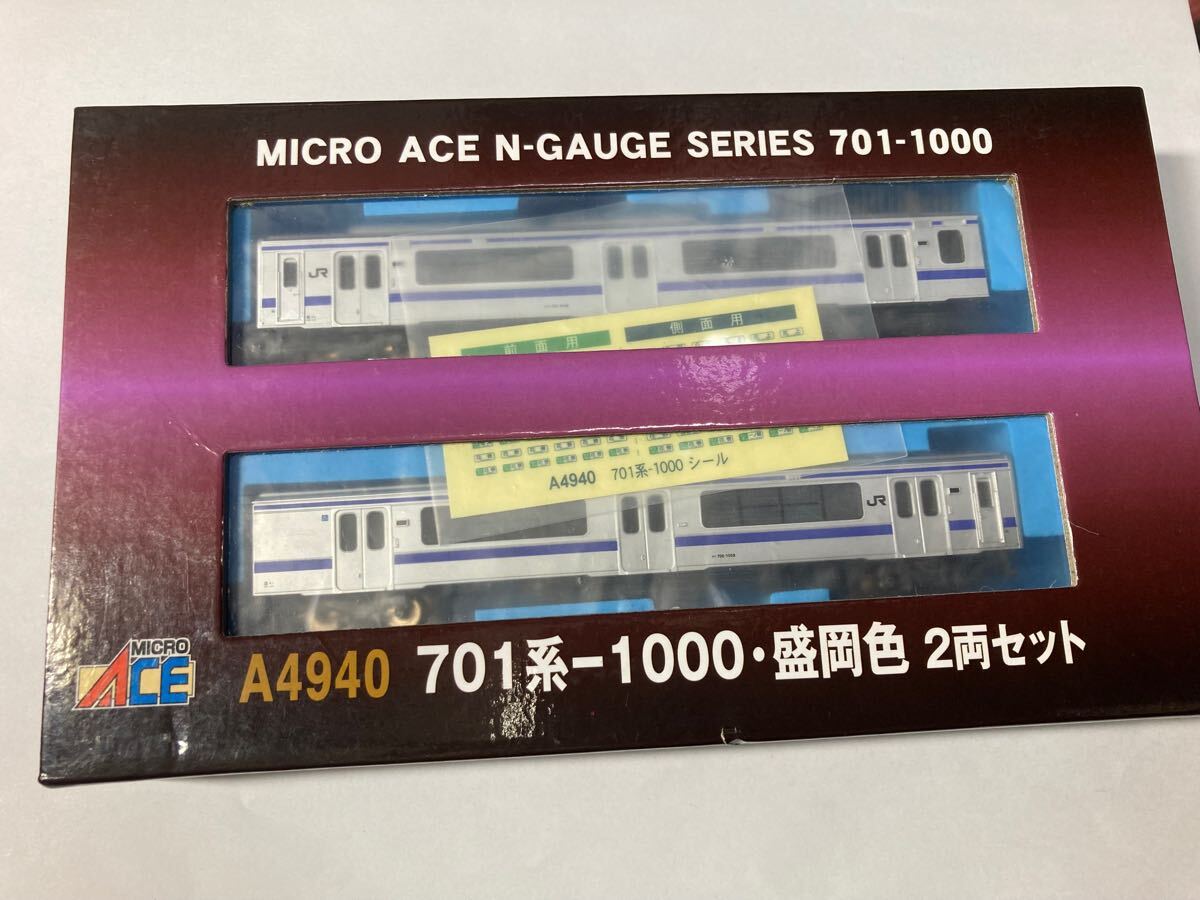 MICRO ACE N-GAUGE SERIES 701-1000
JR
前面用 側面用
A4940 701系-1000 シール
JR
MICRO
ACE
A4940 701系-1000・盛岡色 2両セット